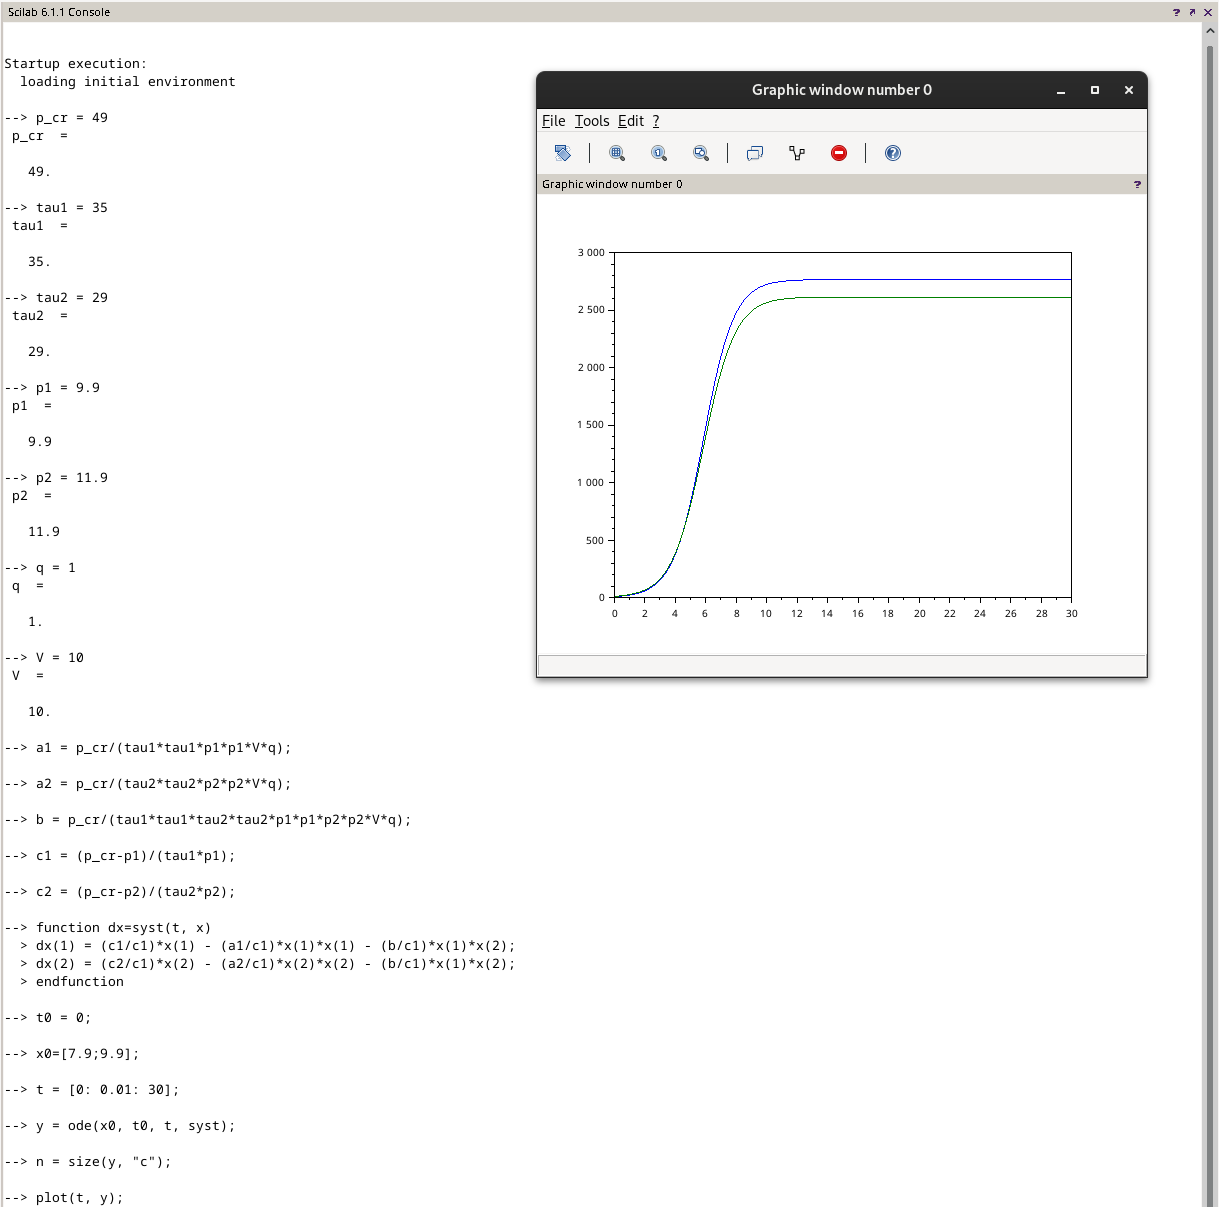 Scilab 6.1.1 Console
Startup execution:
  loading initial environment
--> p_cr = 49
 p_cr  =
   49.
--> tau1 = 35
 tau1  =
   35.
--> tau2 = 29
 tau2  =
   29.
--> p1 = 9.9
 p1  =
   9.9
--> p2 = 11.9
 p2  =
   11.9
--> q = 1
 q  =
   1.
--> V = 10
 V  =
   10.
--> a1 = p_cr/(tau1*tau1*p1*p1*V*q);
--> a2 = p_cr/(tau2*tau2*p2*p2*V*q);
--> b = p_cr/(tau1*tau1*tau2*tau2*p1*p1*p2*p2*V*q);
--> c1 = (p_cr-p1)/(tau1*p1);
--> c2 = (p_cr-p2)/(tau2*p2);
--> function dx=syst(t, x)
  > dx(1) = (c1/c1)*x(1) - (a1/c1)*x(1)*x(1) - (b/c1)*x(1)*x(2);
  > dx(2) = (c2/c1)*x(2) - (a2/c1)*x(2)*x(2) - (b/c1)*x(1)*x(2);
  > endfunction
--> t0 = 0;
--> x0=[7.9;9.9];
--> t = [0: 0.01: 30];
--> y = ode(x0, t0, t, syst);
--> n = size(y, "c");
--> plot(t, y);
Graphic window number 0
File Tools Edit ?
Graphic window number 0
3 000
2 500
2 000
1 500
1 000
500
0
0 2 4 6 8 10 12 14 16 18 20 22 24 26 28 30